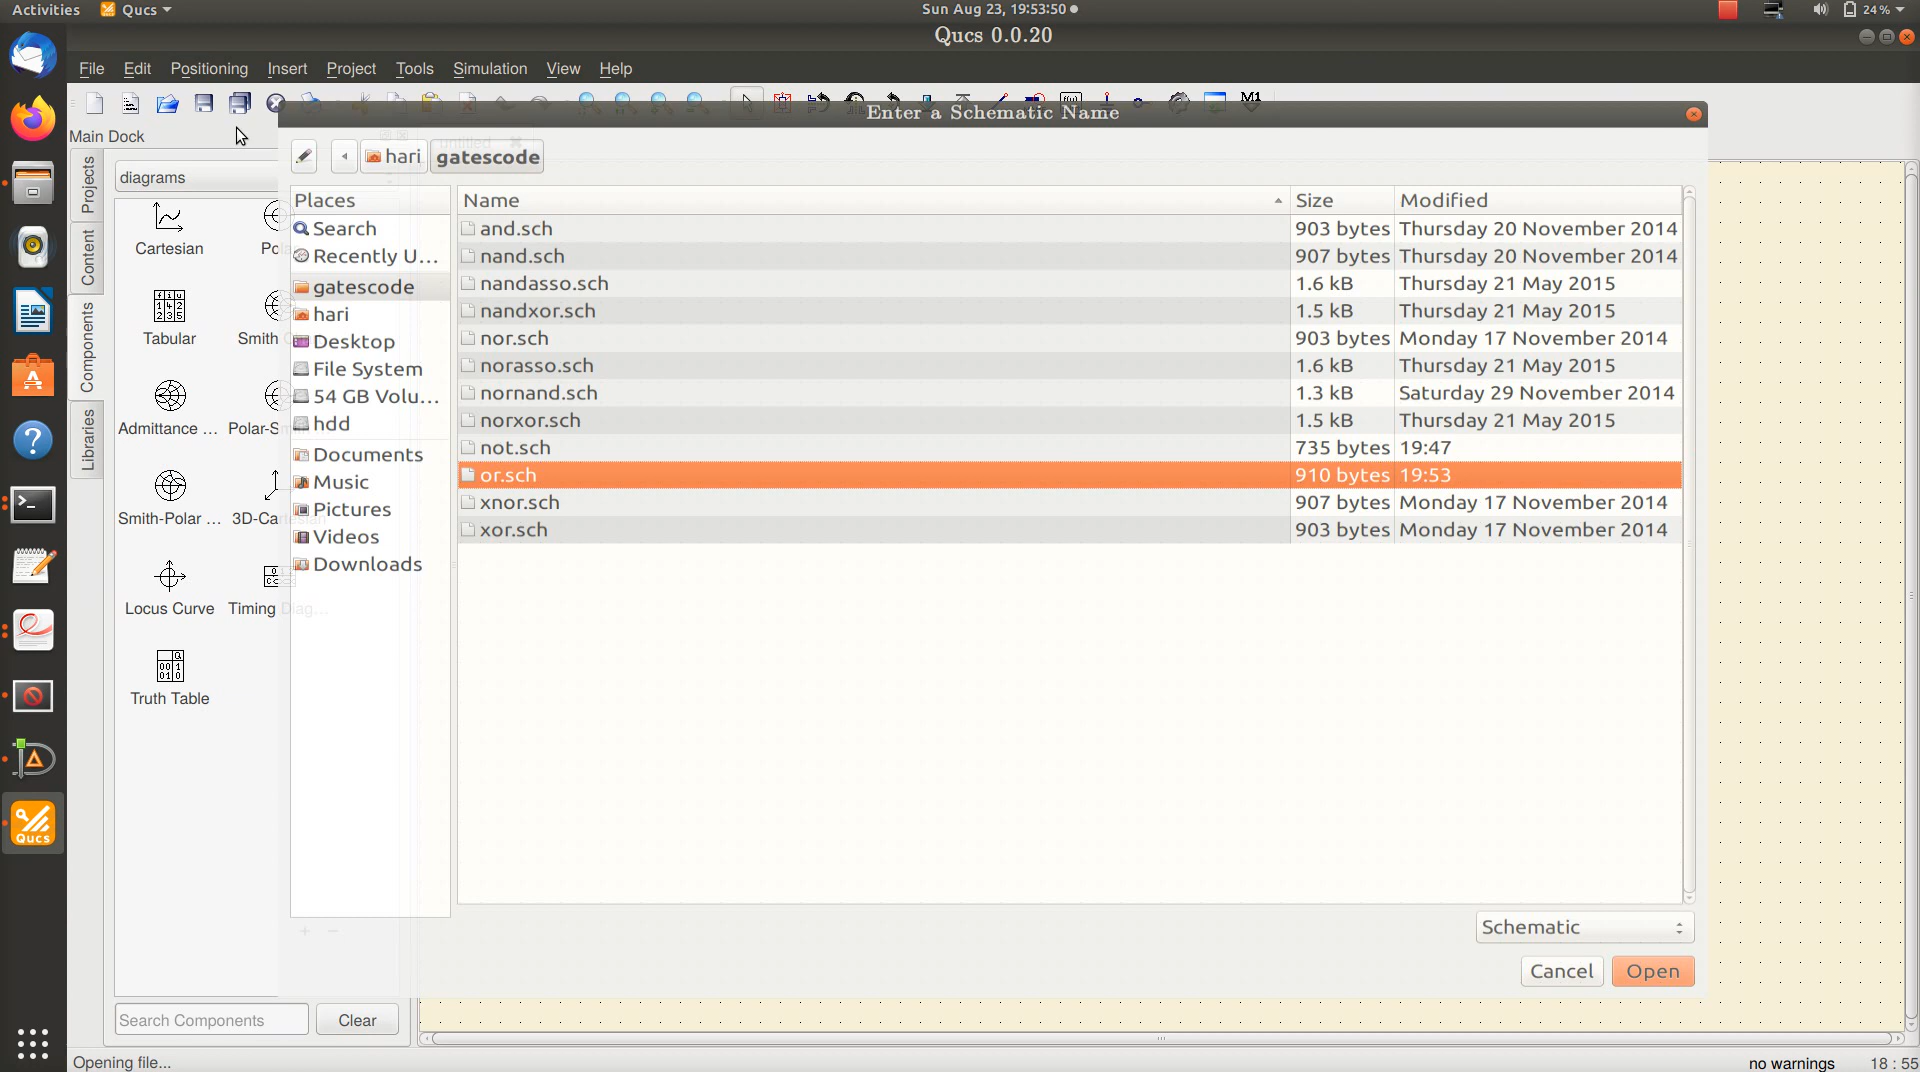 Activities Qucs Sun Aug 23, 19:53:50 24%
Qucs 0.0.20
File Edit Positioning Insert Project Tools Simulation View Help
Enter a Schematic Name
Main Dock
hari gatescode
Projects
Content
Components
Libraries
diagrams
Cartesian
Tabular Smith
Admittance ... Polar-S
Smith-Polar ... 3D-Cartesian
Locus Curve Timing Diag...
Truth Table
Places
Search
Recently U...
gatescode
hari
Desktop
File System
54 GB Volu...
hdd
Documents
Music
Pictures
Videos
Downloads
Name Size Modified
and.sch 903 bytes Thursday 20 November 2014
nand.sch 907 bytes Thursday 20 November 2014
nandasso.sch 1.6 kB Thursday 21 May 2015
nandxor.sch 1.5 kB Thursday 21 May 2015
nor.sch 903 bytes Monday 17 November 2014
norasso.sch 1.6 kB Thursday 21 May 2015
nornand.sch 1.3 kB Saturday 29 November 2014
norxor.sch 1.5 kB Thursday 21 May 2015
not.sch 735 bytes 19:47
or.sch 910 bytes 19:53
xnor.sch 907 bytes Monday 17 November 2014
xor.sch 903 bytes Monday 17 November 2014
Schematic
Cancel Open
Search Components Clear
Qucs
Opening file... no warnings 18 : 55